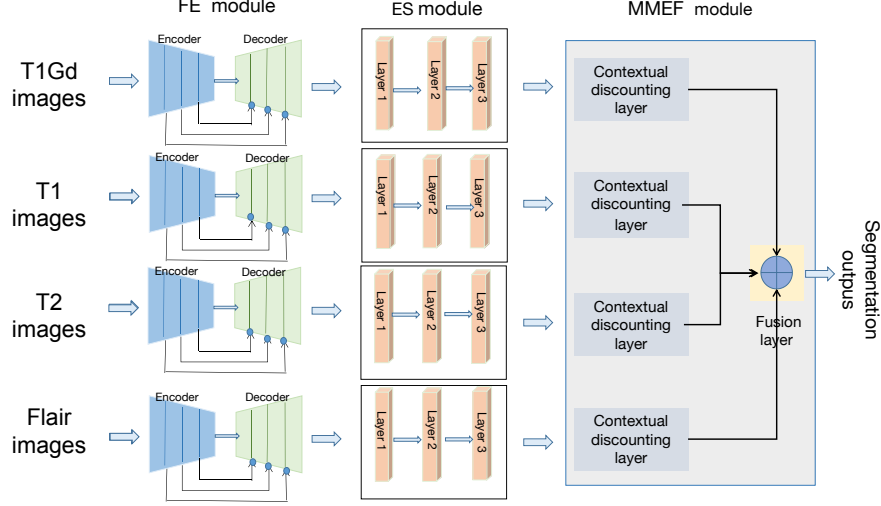 FE module
ES module
MMEF module
T1Gd
images
Encoder
Decoder
Layer 1
Layer 2
Layer 3
Contextual
discounting
layer
T1
images
Encoder
Decoder
Layer 1
Layer 2
Layer 3
Contextual
discounting
layer
T2
images
Encoder
Decoder
Layer 1
Layer 2
Layer 3
Contextual
discounting
layer
Flair
images
Encoder
Decoder
Layer 1
Layer 2
Layer 3
Contextual
discounting
layer
Fusion
layer
Segmentation
outpus